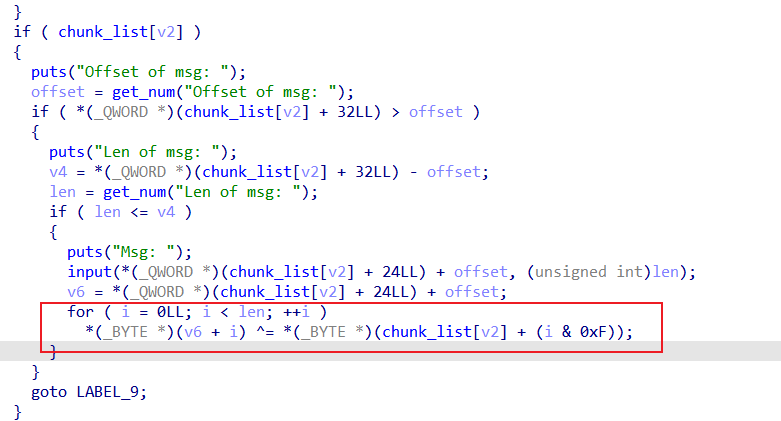 }
if ( chunk_list[v2] )
{
puts("Offset of msg: ");
offset = get_num("Offset of msg: ");
if ( *(_QWORD *)(chunk_list[v2] + 32LL) > offset )
{
puts("Len of msg: ");
v4 = *(_QWORD *)(chunk_list[v2] + 32LL) - offset;
len = get_num("Len of msg: ");
if ( len <= v4 )
{
puts("Msg: ");
input(*(_QWORD *)(chunk_list[v2] + 24LL) + offset, (unsigned int)len);
v6 = *(_QWORD *)(chunk_list[v2] + 24LL) + offset;
for ( i = 0LL; i < len; ++i )
*(_BYTE *)(v6 + i) ^= *(_BYTE *)(chunk_list[v2] + (i & 0xF));
}
}
goto LABEL_9;
}